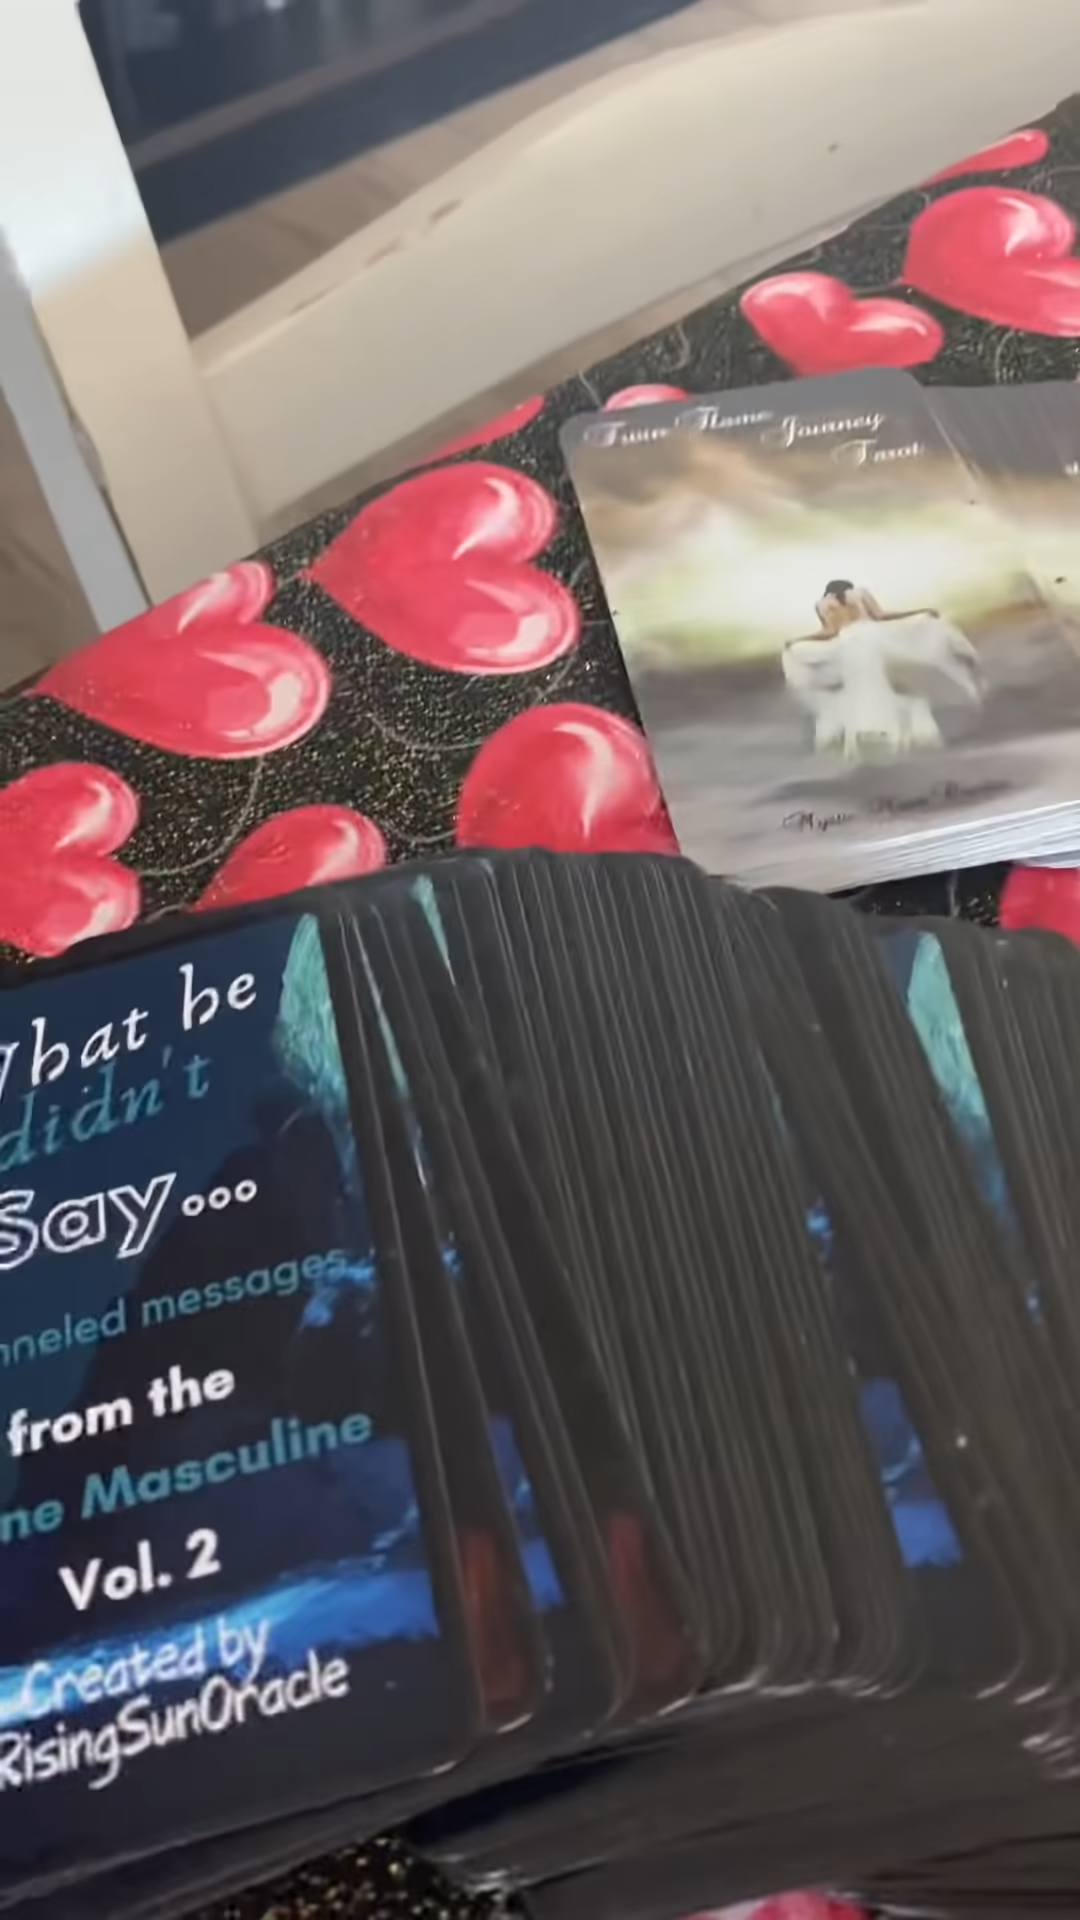 Twin Flame Journey
Tarot
What he
didn't
Say...
nneled messages
from the
ne Masculine
Vol. 2
Created by
RisingSunOracle